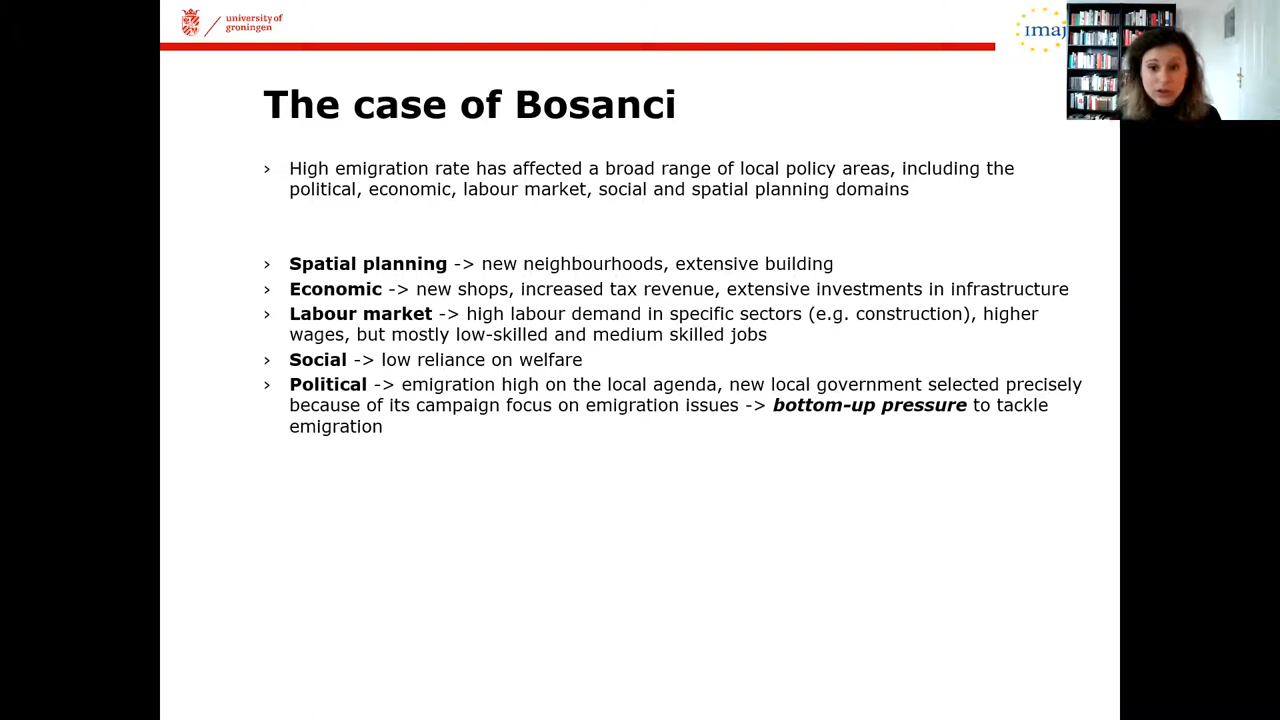 university of
groningen
imaj
The case of Bosanci
› High emigration rate has affected a broad range of local policy areas, including the
political, economic, labour market, social and spatial planning domains
› Spatial planning -> new neighbourhoods, extensive building
› Economic -> new shops, increased tax revenue, extensive investments in infrastructure
› Labour market -> high labour demand in specific sectors (e.g. construction), higher
wages, but mostly low-skilled and medium skilled jobs
› Social -> low reliance on welfare
› Political -> emigration high on the local agenda, new local government selected precisely
because of its campaign focus on emigration issues -> bottom-up pressure to tackle
emigration